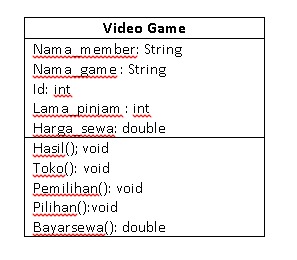 Video Game
Nama_member: String
Nama_game : String
Id: int
Lama_pinjam : int
Harga_sewa: double
Hasil(); void
Toko(): void
Pemilihan(): void
Pilihan():void
Bayarsewa(): double